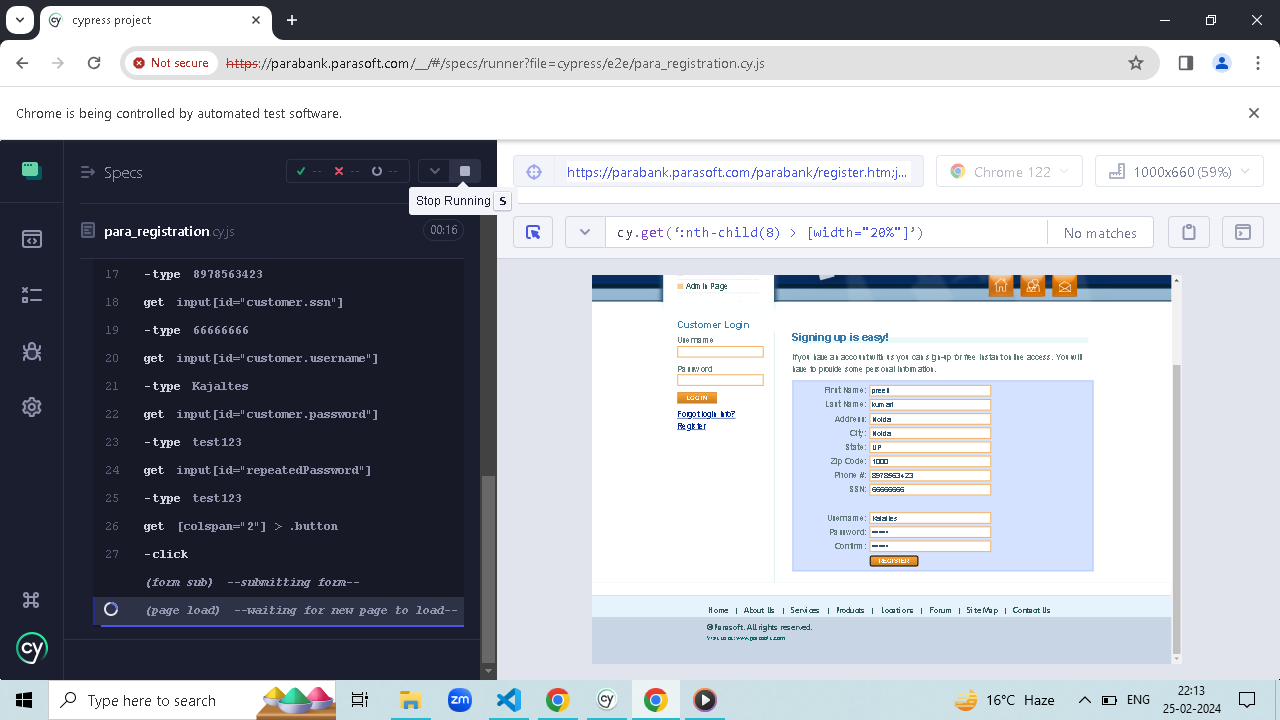 cypress project
Not secure
https://parabank.parasoft.com/__/#/specs/runner?file=cypress/e2e/para_registration.cy.js
Chrome is being controlled by automated test software.
Specs
--
--
--
Stop Running S
https://parabank.parasoft.com/parabank/register.htm;j...
Chrome 122
1000x660 (59%)
para_registration.cy.js
00:16
cy.get(':nth-child(8) > [width="20%"]')
No matches
17 -type 8978563423
18 get input[id="customer.ssn"]
19 -type 66666666
20 get input[id="customer.username"]
21 -type Kajaltes
22 get input[id="customer.password"]
23 -type test123
24 get input[id="repeatedPassword"]
25 -type test123
26 get [colspan="2"] > .button
27 -click
(form sub) --submitting form--
(page load) --waiting for new page to load--
cy
Admin Page
Customer Login
Username
Password
LOG IN
Forgot login info?
Register
Signing up is easy!
If you have an account with us you can sign-up for free instant online access. You will
have to provide some personal information.
First Name: preeti
Last Name: kumari
Address: Noida
City: Noida
State: UP
Zip Code: 1000
Phone #: 8978563423
SSN: 66666666
Username: Kajaltes
Password:
Confirm:
REGISTER
Home | About Us | Services | Products | Locations | Forum | Site Map | Contact Us
© Parasoft. All rights reserved.
Visit us at: www.parasoft.com
Type here to search
zm
cy
16°C Haze
ENG
22:13
25-02-2024